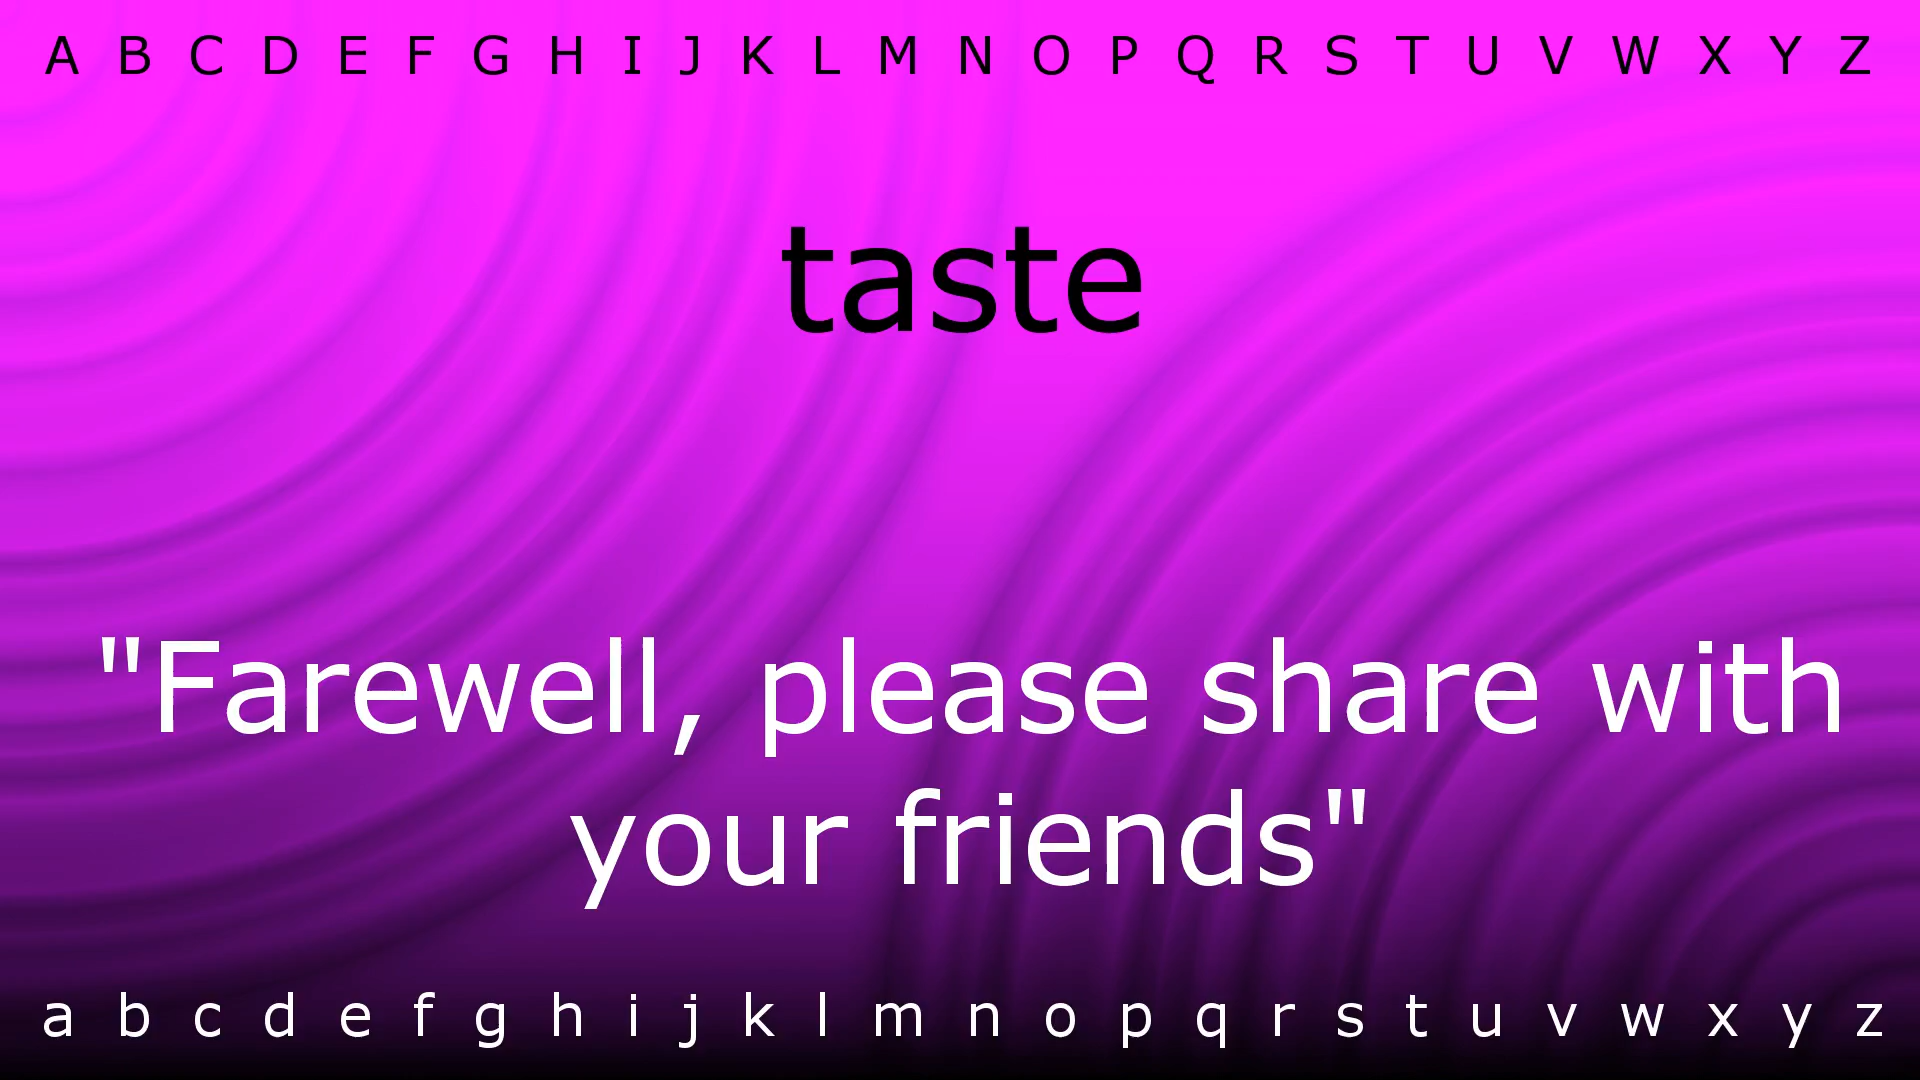 A B C D E F G H I J K L M N O P Q R S T U V W X Y Z
taste
"Farewell, please share with
your friends"
a b c d e f g h i j k l m n o p q r s t u v w x y z